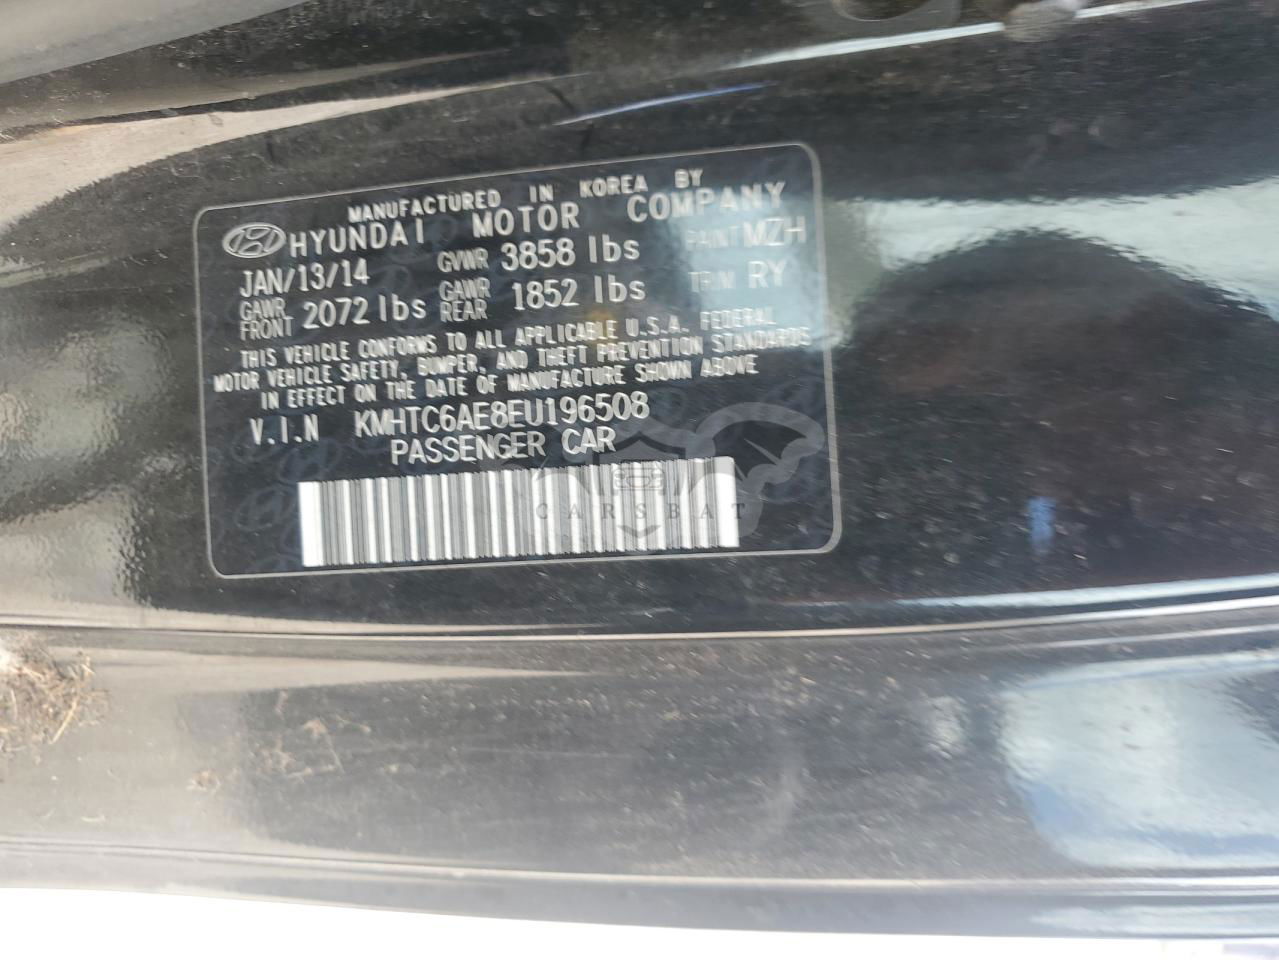 MANUFACTURED IN KOREA BY
HYUNDAI MOTOR COMPANY
JAN/13/14 GVWR 3858 lbs PAINT MZH
GAWR FRONT 2072 lbs GAWR REAR 1852 lbs TRIM RY
THIS VEHICLE CONFORMS TO ALL APPLICABLE U.S.A. FEDERAL
MOTOR VEHICLE SAFETY, BUMPER, AND THEFT PREVENTION STANDARDS
IN EFFECT ON THE DATE OF MANUFACTURE SHOWN ABOVE
V.I.N KMHTC6AE8EU196508
PASSENGER CAR
CARSBAT